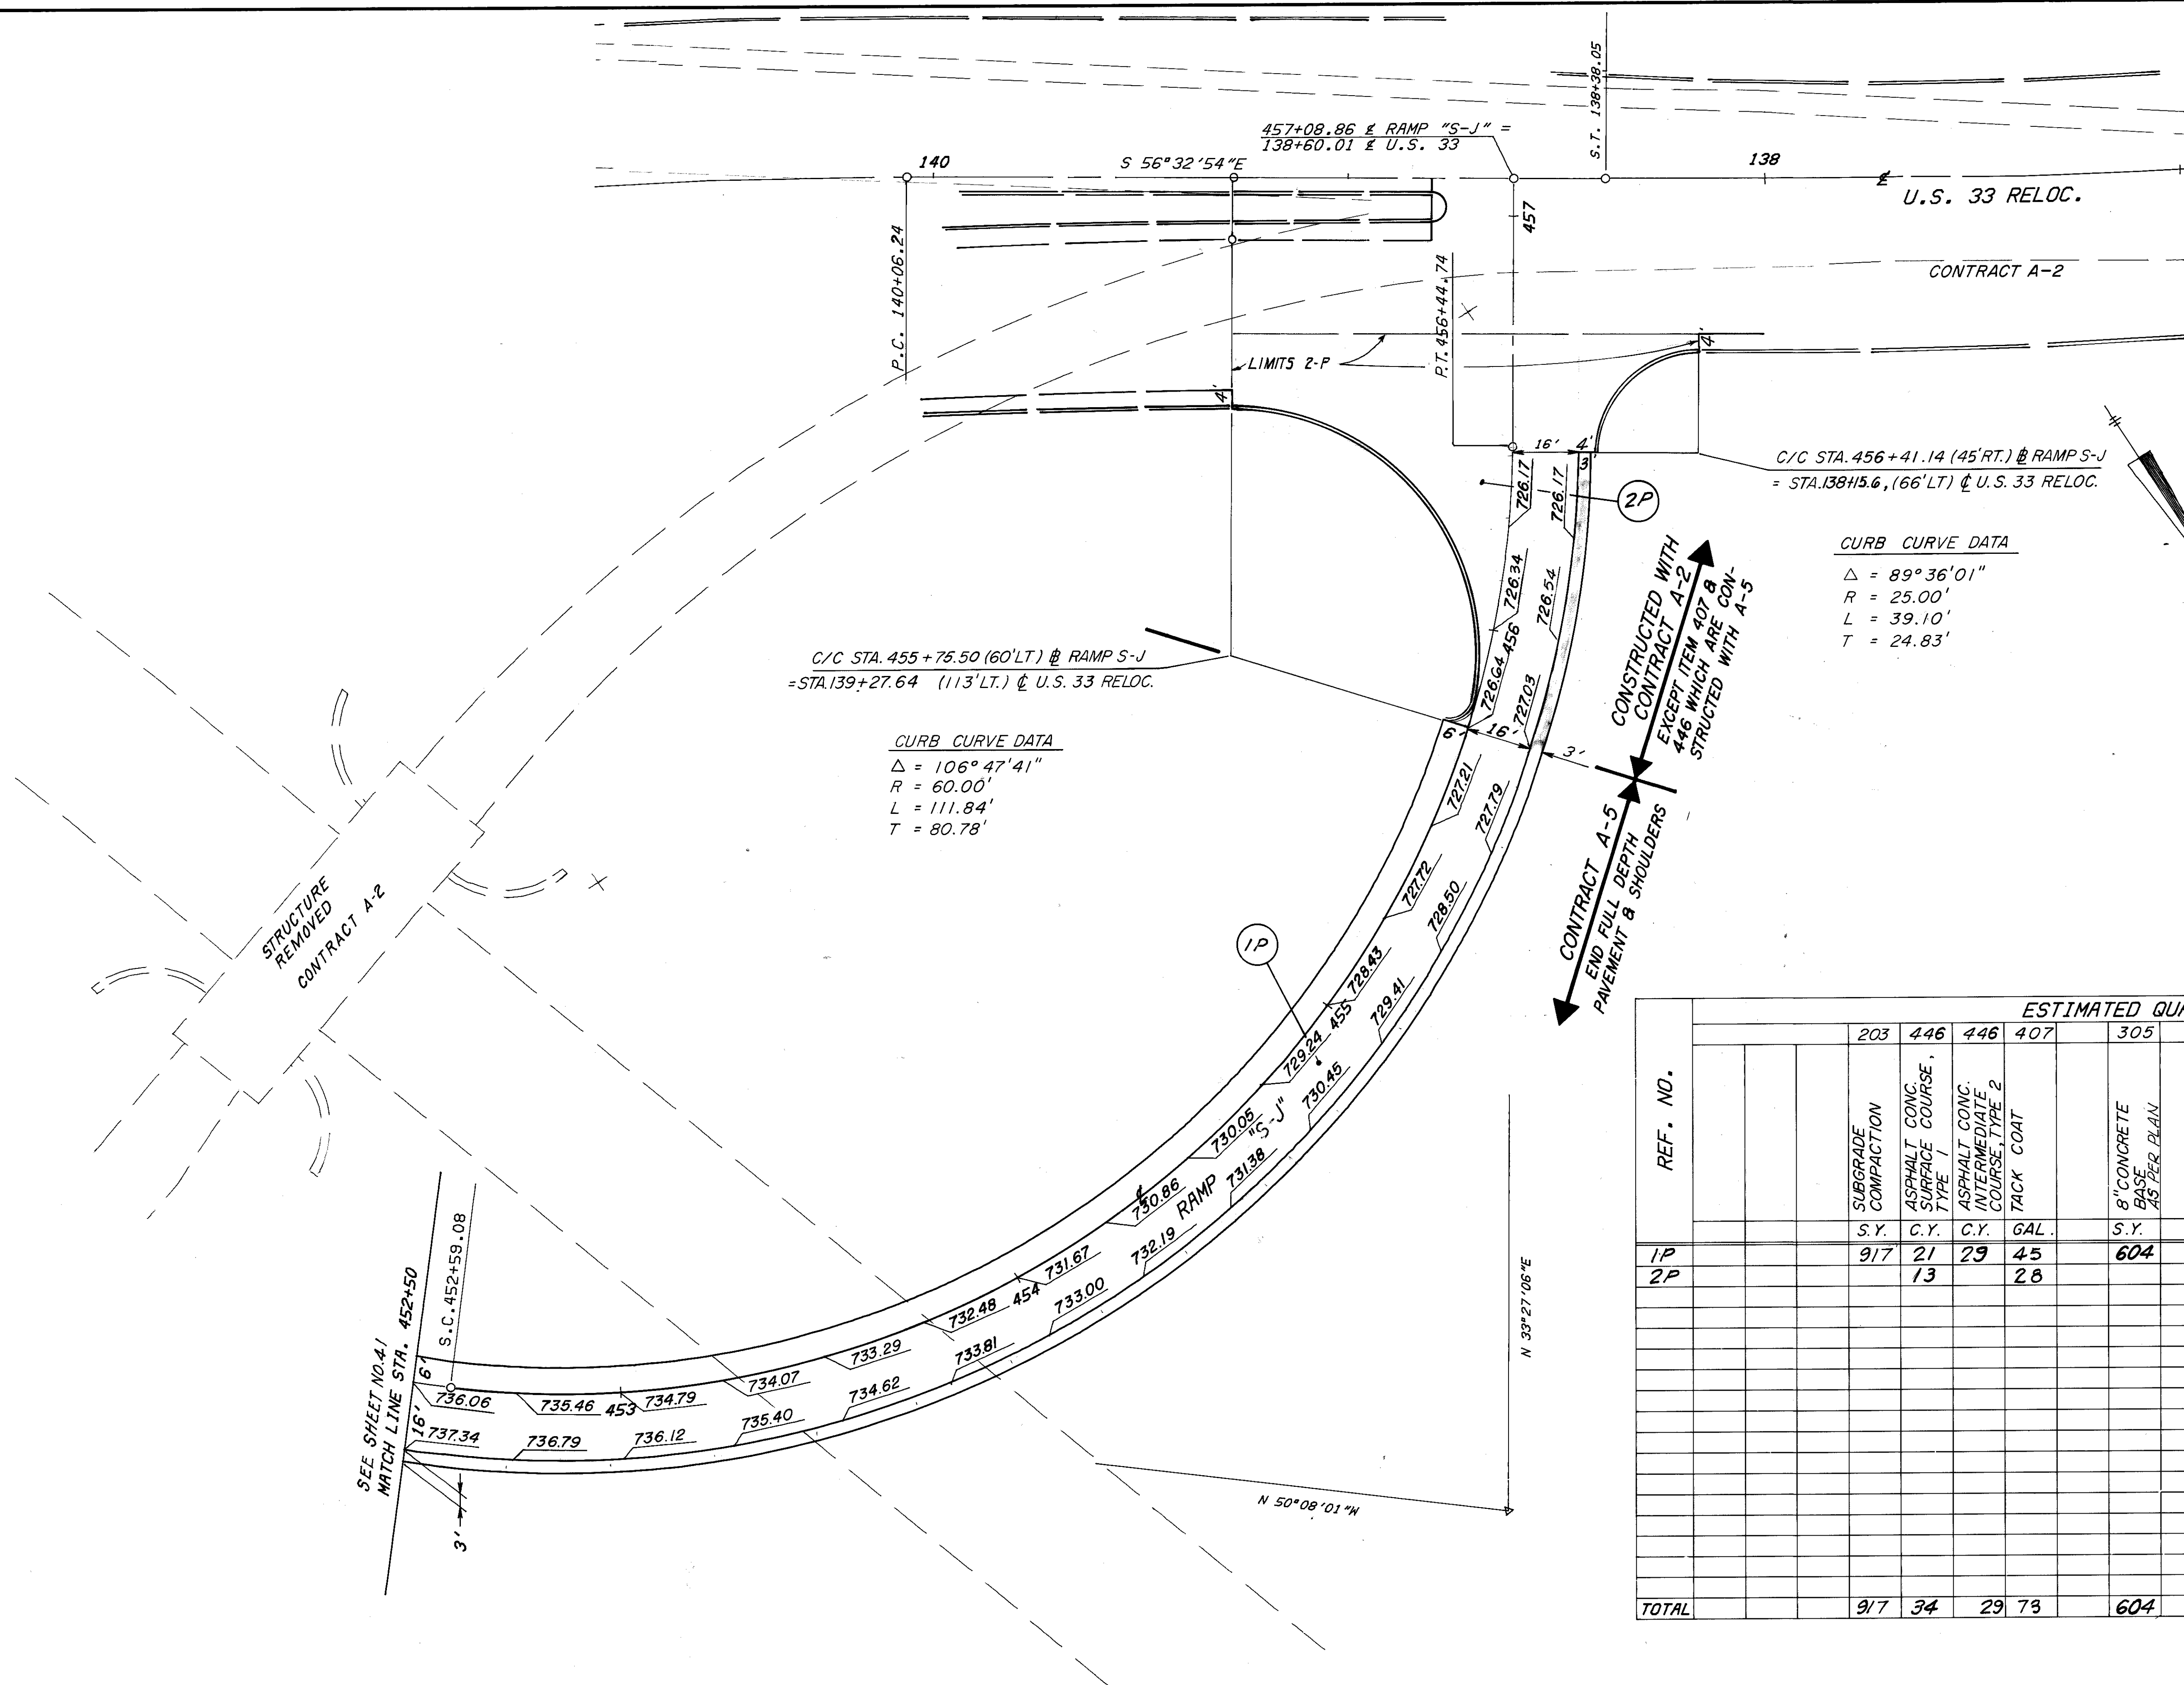 S.T. 138+38.05
457+08.86 ⅊ RAMP "S-J" =
138+60.01 ⅊ U.S. 33
140
S 56°32'54"E
138
U.S. 33 RELOC.
457
P.C. 140+06.24
P.T. 456+44.74
CONTRACT A-2
LIMITS 2-P
4'
4'
16'
4'
3'
C/C STA. 456+41.14 (45'RT.) ⅊ RAMP S-J
= STA.138+15.6, (66'LT) ℄ U.S. 33 RELOC.
726.17
726.17
2P
CURB CURVE DATA
△ = 89°36'01"
R = 25.00'
L = 39.10'
T = 24.83'
726.34
726.54
CONSTRUCTED WITH
CONTRACT A-2
EXCEPT ITEM 407 &
446 WHICH ARE CON-
STRUCTED WITH A-5
C/C STA. 455+75.50 (60'LT) ⅊ RAMP S-J
=STA.139+27.64 (113'LT.) ℄ U.S. 33 RELOC.
456
726.64
727.03
6'
16'
3'
CURB CURVE DATA
△ = 106°47'41"
R = 60.00'
L = 111.84'
T = 80.78'
727.21
727.79
CONTRACT A-5
END FULL DEPTH
PAVEMENT & SHOULDERS
STRUCTURE
REMOVED
CONTRACT A-2
727.72
728.50
1P
728.43
455
729.41
729.24
730.45
730.05
"S-J"
731.38
730.86
RAMP
732.19
731.67
454
733.00
732.48
733.81
733.29
734.62
734.07
735.40
734.79
453
736.12
735.46
736.79
736.06
737.34
S.C.452+59.08
SEE SHEET NO.41
MATCH LINE STA. 452+50
6'
16'
3'
N 33°27'06"E
N 50°08'01"W
ESTIMATED QU
REF. NO.
203 446 446 407 305
SUBGRADE
COMPACTION
ASPHALT CONC.
SURFACE COURSE,
TYPE 1
ASPHALT CONC.
INTERMEDIATE
COURSE, TYPE 2
TACK COAT
8"CONCRETE
BASE
AS PER PLAN
S.Y. C.Y. C.Y. GAL. S.Y.
1P 917 21 29 45 604
2P 13 28
TOTAL 917 34 29 73 604